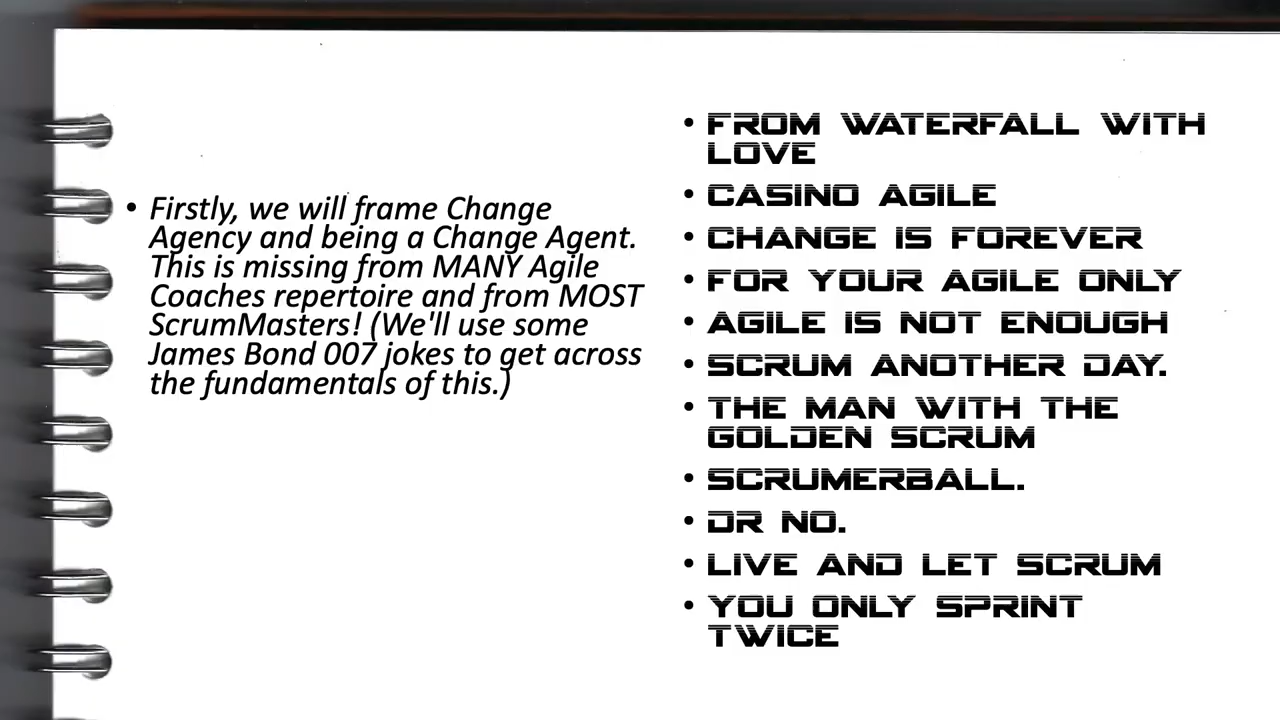 • Firstly, we will frame Change
Agency and being a Change Agent.
This is missing from MANY Agile
Coaches repertoire and from MOST
ScrumMasters! (We'll use some
James Bond 007 jokes to get across
the fundamentals of this.)
• FROM WATERFALL WITH
LOVE
• CASINO AGILE
• CHANGE IS FOREVER
• FOR YOUR AGILE ONLY
• AGILE IS NOT ENOUGH
• SCRUM ANOTHER DAY.
• THE MAN WITH THE
GOLDEN SCRUM
• SCRUMERBALL.
• DR NO.
• LIVE AND LET SCRUM
• YOU ONLY SPRINT
TWICE